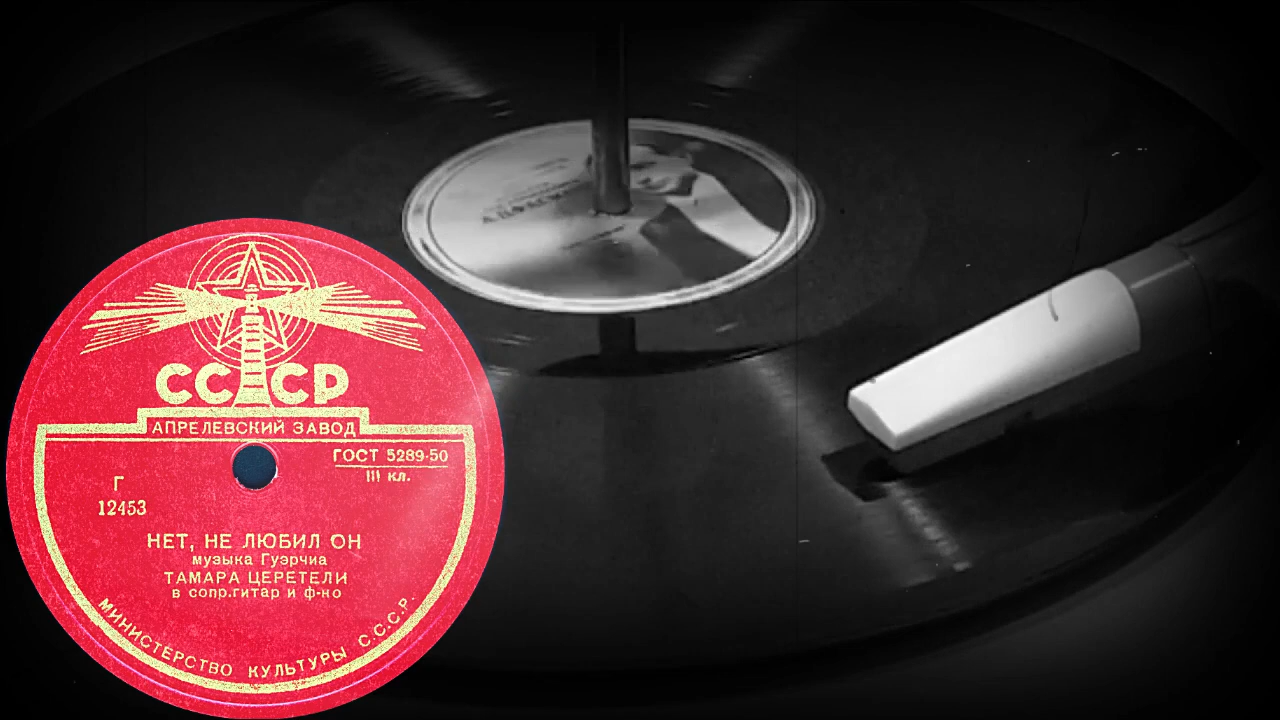 СССР
АПРЕЛЕВСКИЙ ЗАВОД
ГОСТ 5289-50
III кл.
Г
12453
НЕТ, НЕ ЛЮБИЛ ОН
музыка Гуэрчиа
ТАМАРА ЦЕРЕТЕЛИ
в сопр.гитар и ф-но
МИНИСТЕРСТВО КУЛЬТУРЫ С.С.С.Р.